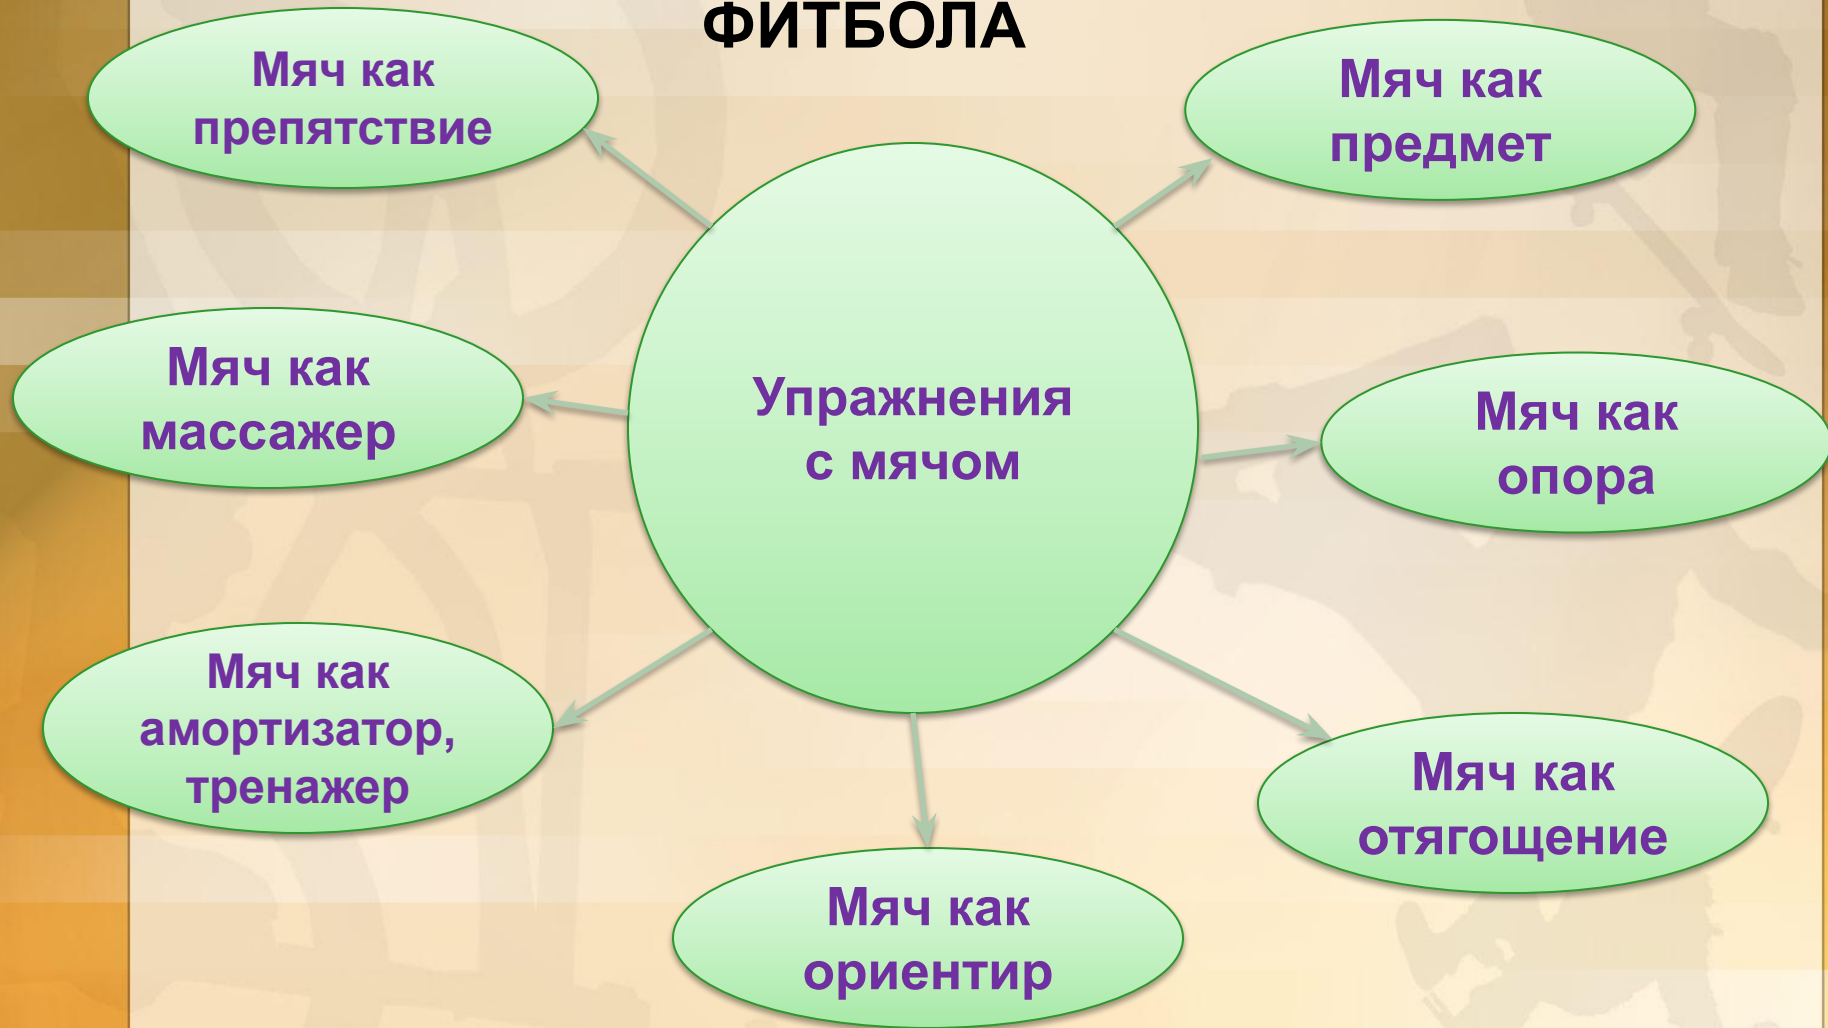 ФИТБОЛА
Мяч как
препятствие
Мяч как
предмет
Мяч как
массажер
Упражнения
с мячом
Мяч как
опора
Мяч как
амортизатор,
тренажер
Мяч как
отягощение
Мяч как
ориентир